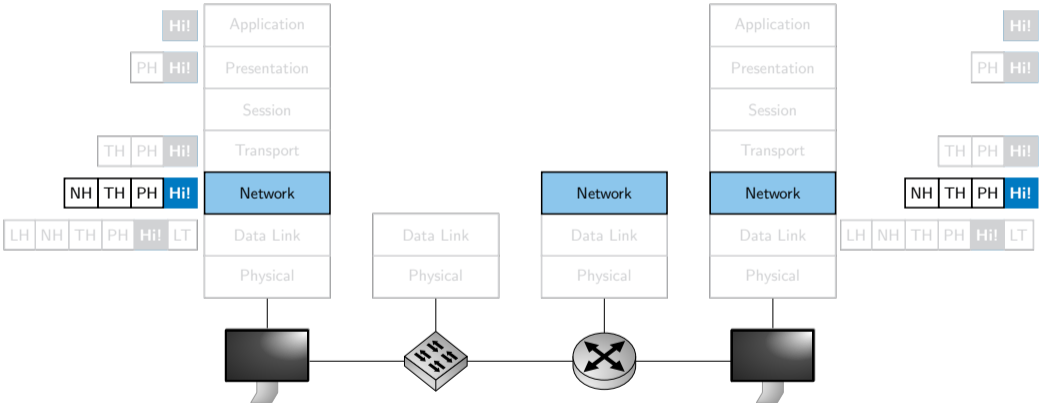 Hi! Application Application Hi!
PH Hi! Presentation Presentation PH Hi!
Session Session
TH PH Hi! Transport Transport TH PH Hi!
NH TH PH Hi! Network Network Network NH TH PH Hi!
LH NH TH PH Hi! LT Data Link Data Link Data Link Data Link LH NH TH PH Hi! LT
Physical Physical Physical Physical